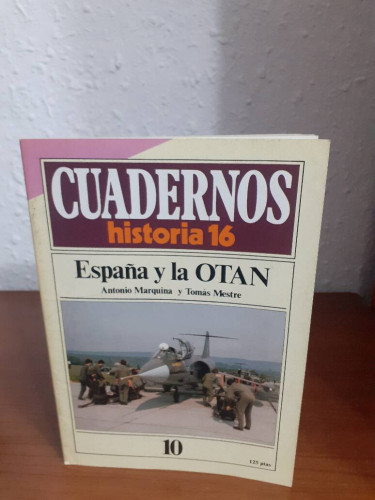 CUADERNOS
historia 16
España y la OTAN
Antonio Marquina y Tomás Mestre
10
125 ptas